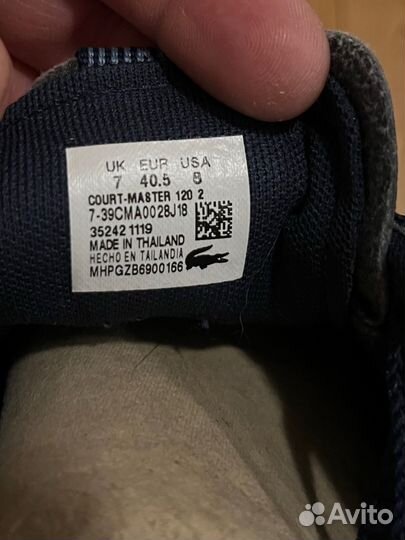 UK EUR USA
7 40.5 8
COURT-MASTER 120 2
7-39CMA0028J18
35242 1119
MADE IN THAILAND
HECHO EN TAILANDIA
MHPGZB6900166
Avito